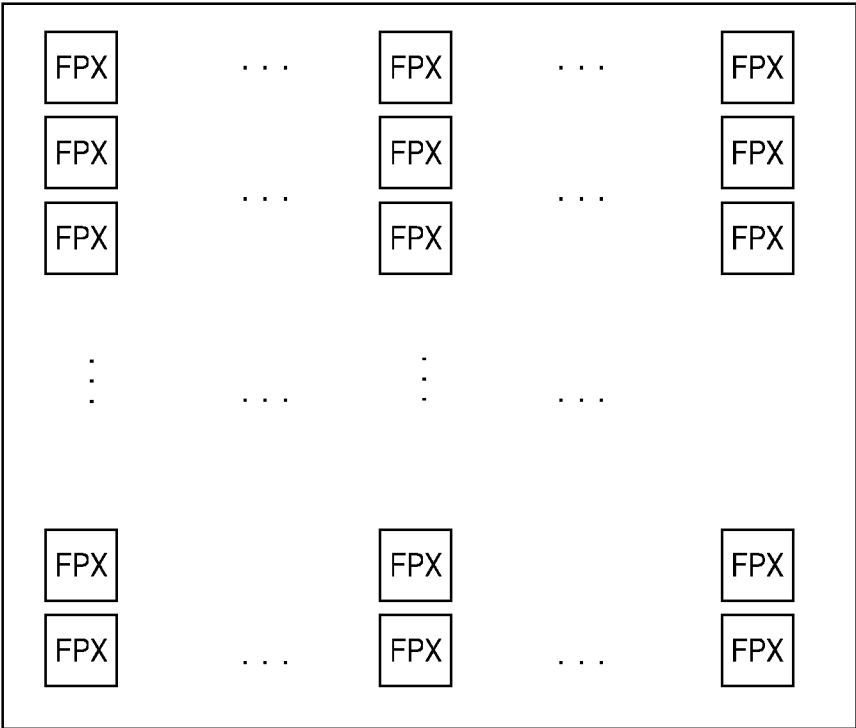 FPX . . . FPX . . . FPX
FPX FPX FPX
. . . . . .
FPX FPX FPX
. . . . . .
FPX FPX FPX
FPX . . . FPX . . . FPX